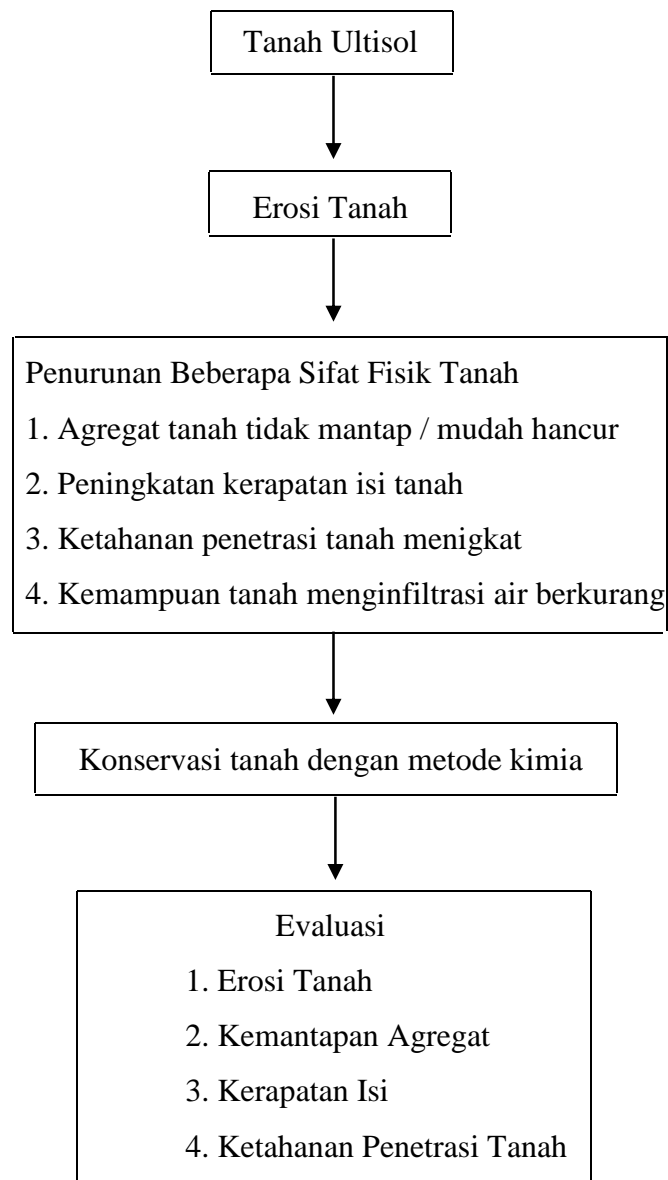 Tanah Ultisol
Erosi Tanah
Penurunan Beberapa Sifat Fisik Tanah
1. Agregat tanah tidak mantap / mudah hancur
2. Peningkatan kerapatan isi tanah
3. Ketahanan penetrasi tanah menigkat
4. Kemampuan tanah menginfiltrasi air berkurang
Konservasi tanah dengan metode kimia
Evaluasi
1. Erosi Tanah
2. Kemantapan Agregat
3. Kerapatan Isi
4. Ketahanan Penetrasi Tanah